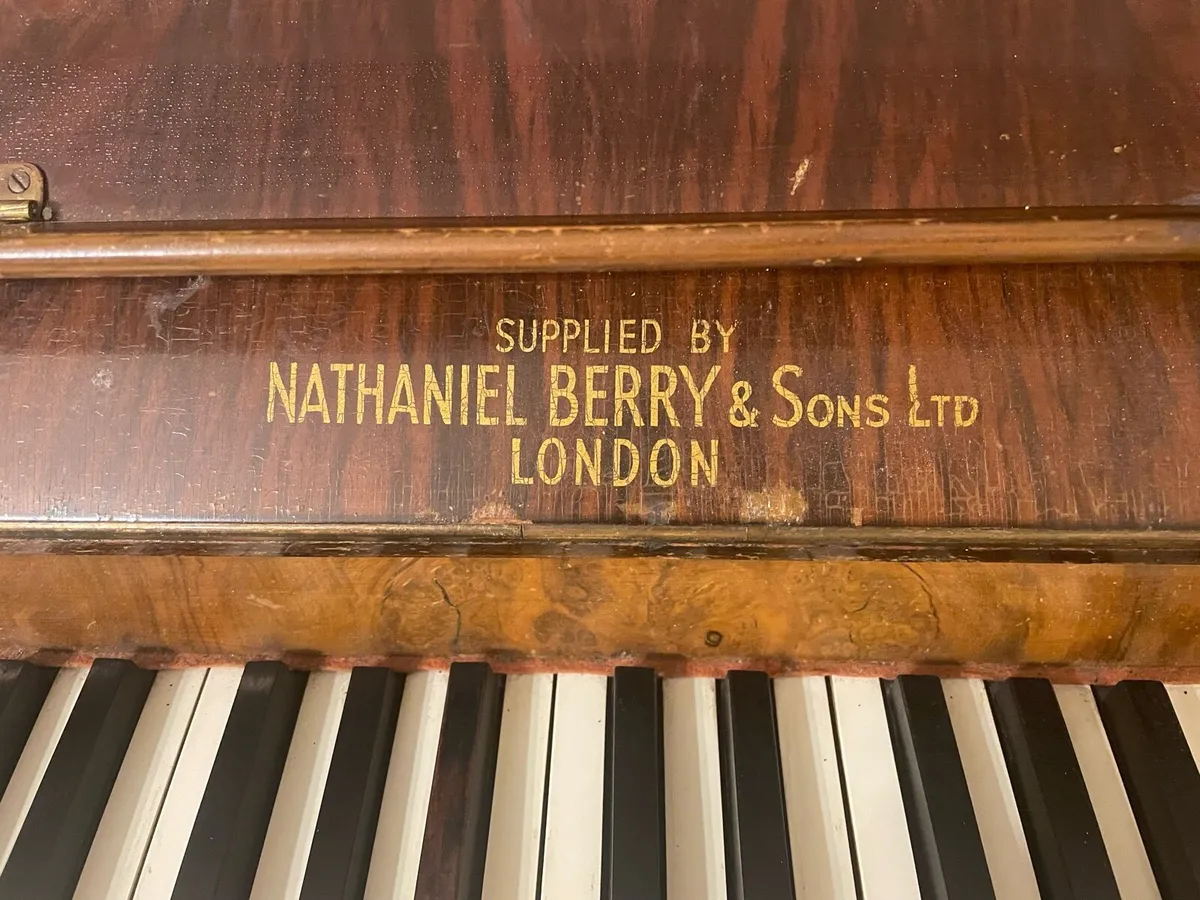 SUPPLIED BY
NATHANIEL BERRY & SONS LTD
LONDON